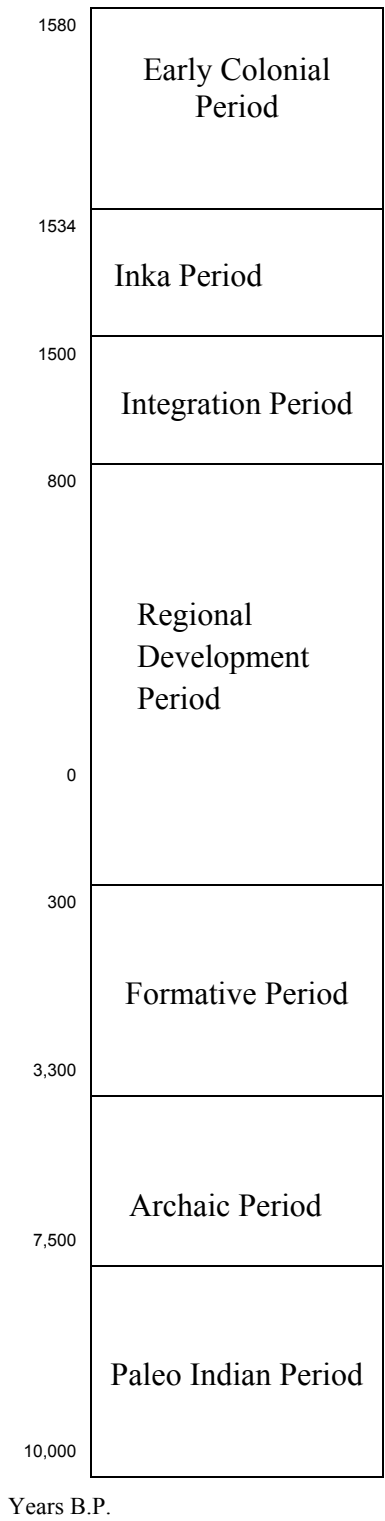 1580
Early Colonial
Period
1534
Inka Period
1500
Integration Period
800
Regional
Development
Period
0
300
Formative Period
3,300
Archaic Period
7,500
Paleo Indian Period
10,000
Years B.P.